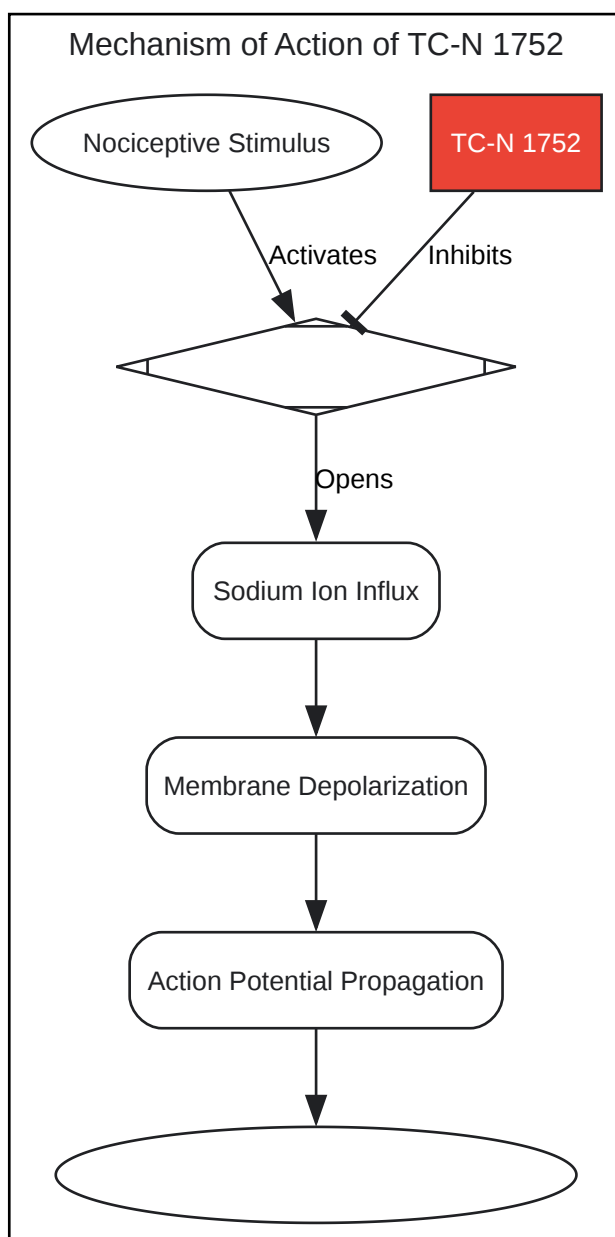 Mechanism of Action of TC-N 1752
Nociceptive Stimulus
TC-N 1752
Activates
Inhibits
Opens
Sodium Ion Influx
Membrane Depolarization
Action Potential Propagation